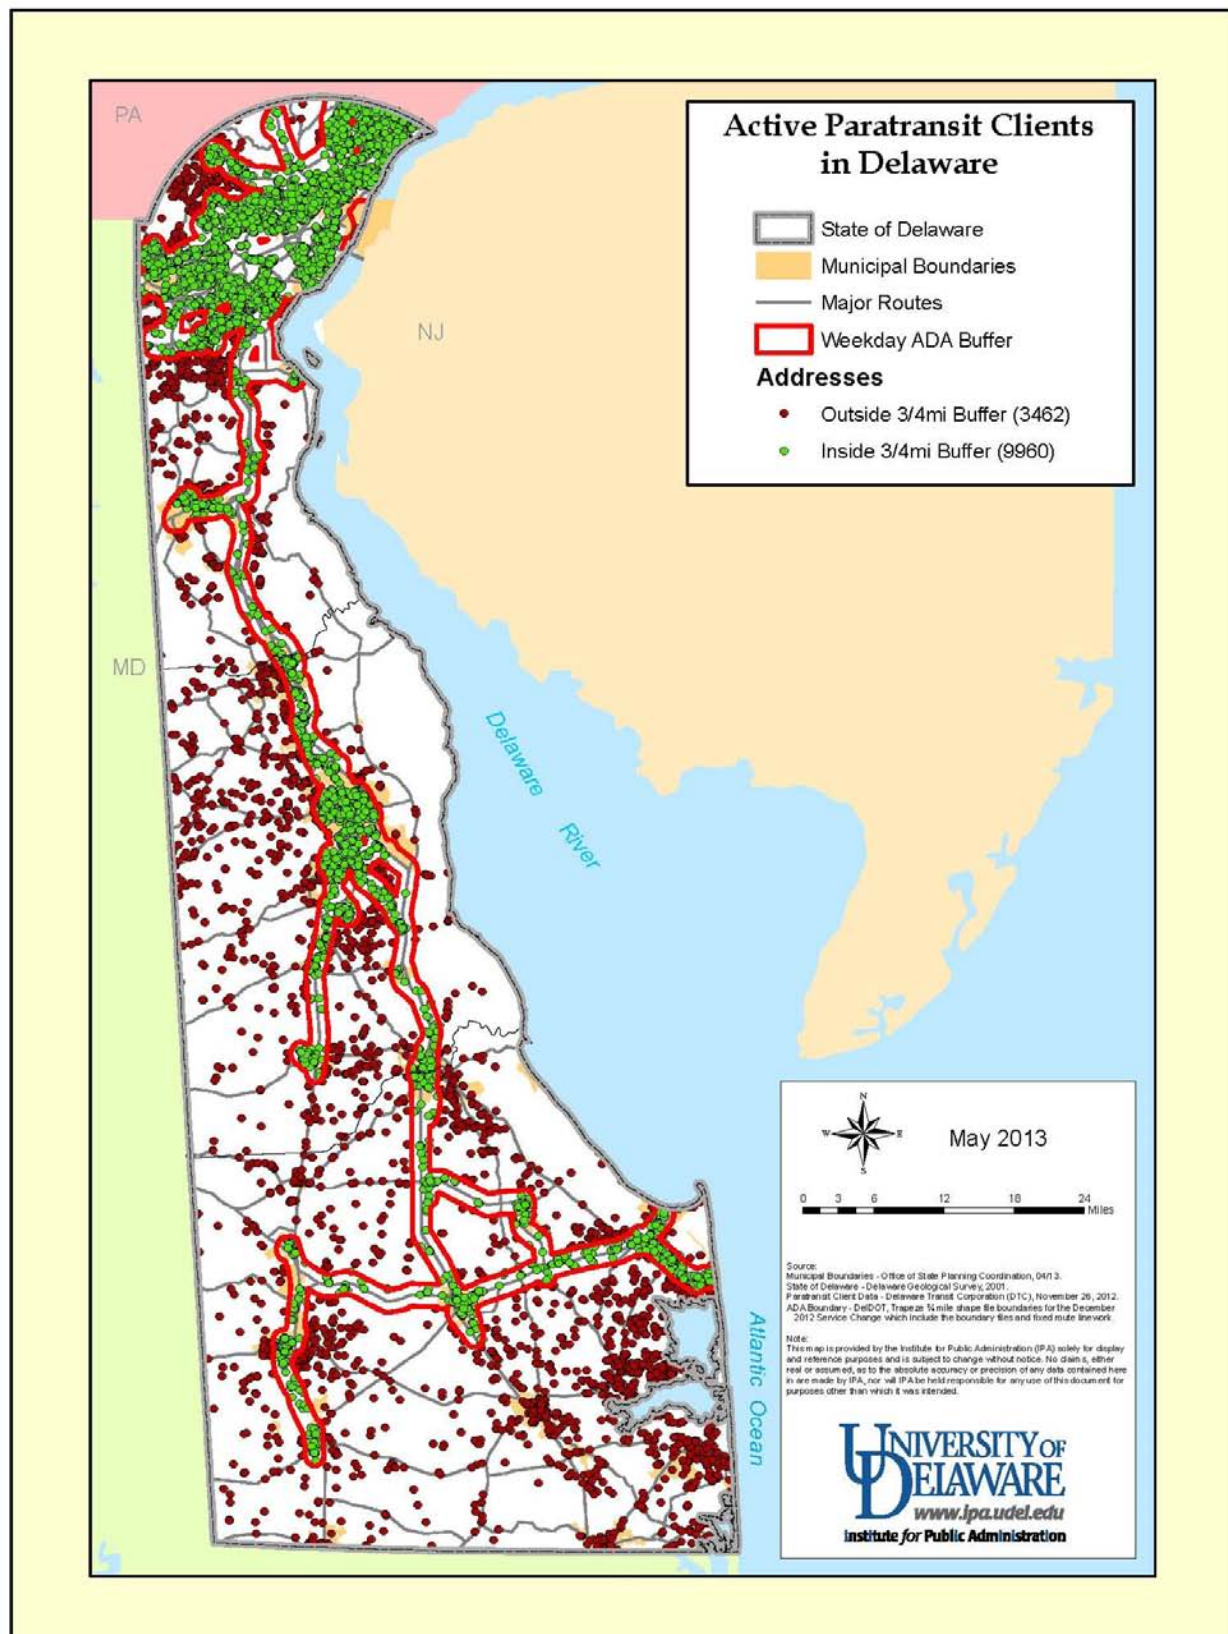 PA
Active Paratransit Clients
in Delaware
State of Delaware
Municipal Boundaries
Major Routes
Weekday ADA Buffer
Addresses
Outside 3/4mi Buffer (3462)
Inside 3/4mi Buffer (9960)
NJ
MD
Delaware River
Atlantic Ocean
N
W E
S
May 2013
0 3 6 12 18 24
Miles
Source:
Municipal Boundaries - Office of State Planning Coordination, 04/13.
State of Delaware - Delaware Geological Survey, 2001.
Paratransit Client Data - Delaware Transit Corporation (DTC), November 26, 2012.
ADA Boundary - DelDOT, Trapeze ¾ mile shape file boundaries for the December
2012 Service Change which include the boundary files and fixed route linework.
Note:
This map is provided by the Institute for Public Administration (IPA) solely for display
and reference purposes and is subject to change without notice. No claims, either
real or assumed, as to the absolute accuracy or precision of any data contained here
in are made by IPA, nor will IPA be held responsible for any use of this document for
purposes other than which it was intended.
UNIVERSITY OF
DELAWARE
www.ipa.udel.edu
Institute for Public Administration